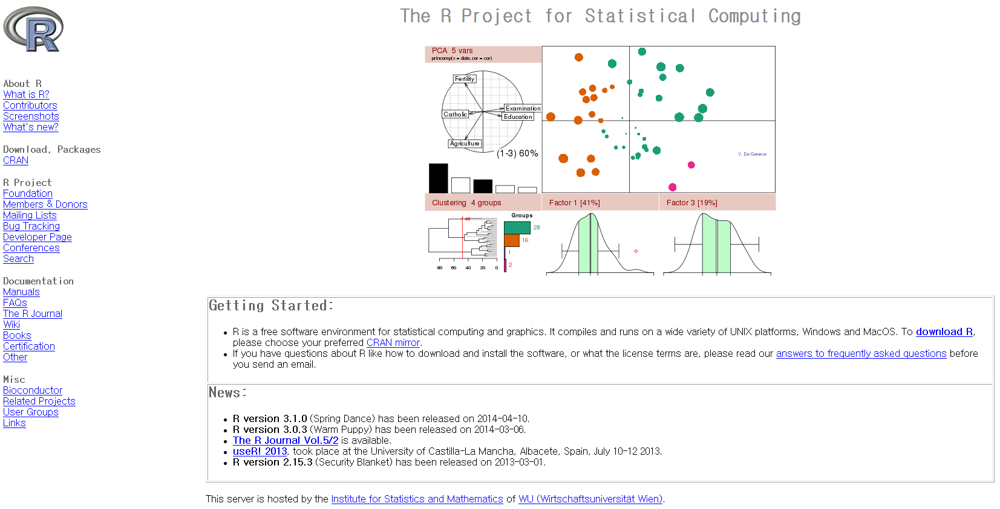 R
The R Project for Statistical Computing
About R
What is R?
Contributors
Screenshots
What's new?
Download, Packages
CRAN
R Project
Foundation
Members & Donors
Mailing Lists
Bug Tracking
Developer Page
Conferences
Search
Documentation
Manuals
FAQs
The R Journal
Wiki
Books
Certification
Other
Misc
Bioconductor
Related Projects
User Groups
Links
PCA 5 vars
princomp(x = data, cor = cor)
Fertility
Examination
Catholic
Education
Agriculture
(1-3) 60%
V. De Geneve
Clustering 4 groups
Factor 1 [41%]
Factor 3 [19%]
48
Groups
28
16
1
2
80 60 40 20 0
Getting Started:
R is a free software environment for statistical computing and graphics. It compiles and runs on a wide variety of UNIX platforms, Windows and MacOS. To download R,
please choose your preferred CRAN mirror.
If you have questions about R like how to download and install the software, or what the license terms are, please read our answers to frequently asked questions before
you send an email.
News:
R version 3.1.0 (Spring Dance) has been released on 2014-04-10.
R version 3.0.3 (Warm Puppy) has been released on 2014-03-06.
The R Journal Vol.5/2 is available.
useR! 2013, took place at the University of Castilla-La Mancha, Albacete, Spain, July 10-12 2013.
R version 2.15.3 (Security Blanket) has been released on 2013-03-01.
This server is hosted by the Institute for Statistics and Mathematics of WU (Wirtschaftsuniversität Wien).